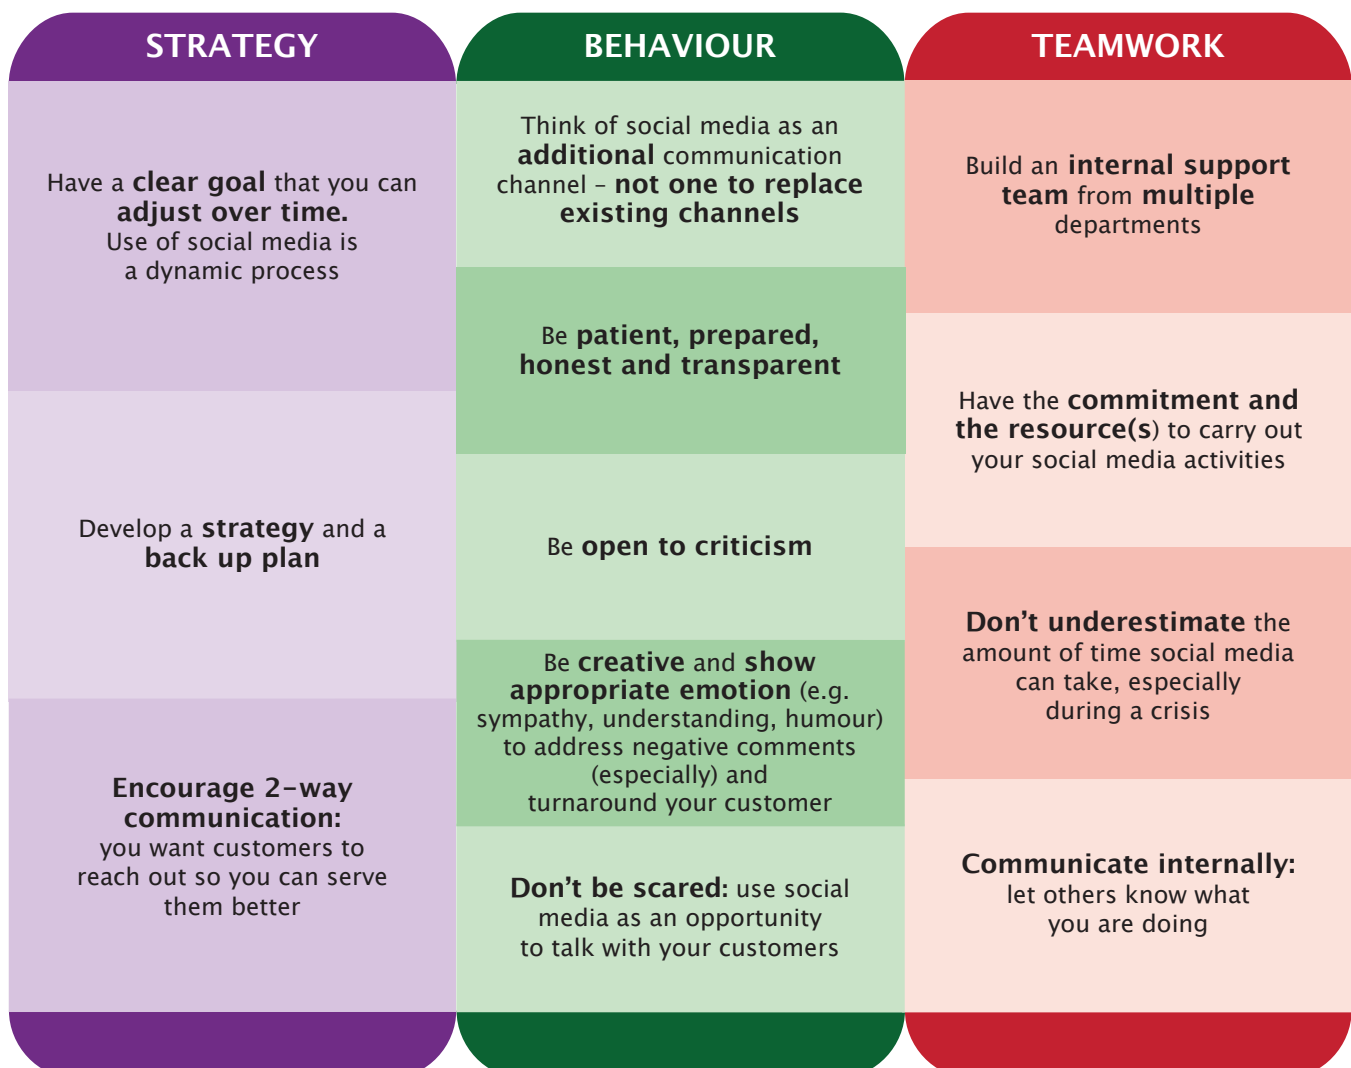 STRATEGY
Have a clear goal that you can
adjust over time.
Use of social media is
a dynamic process
Develop a strategy and a
back up plan
Encourage 2-way
communication:
you want customers to
reach out so you can serve
them better
BEHAVIOUR
Think of social media as an
additional communication
channel – not one to replace
existing channels
Be patient, prepared,
honest and transparent
Be open to criticism
Be creative and show
appropriate emotion (e.g.
sympathy, understanding, humour)
to address negative comments
(especially) and
turnaround your customer
Don't be scared: use social
media as an opportunity
to talk with your customers
TEAMWORK
Build an internal support
team from multiple
departments
Have the commitment and
the resource(s) to carry out
your social media activities
Don’t underestimate the
amount of time social media
can take, especially
during a crisis
Communicate internally:
let others know what
you are doing